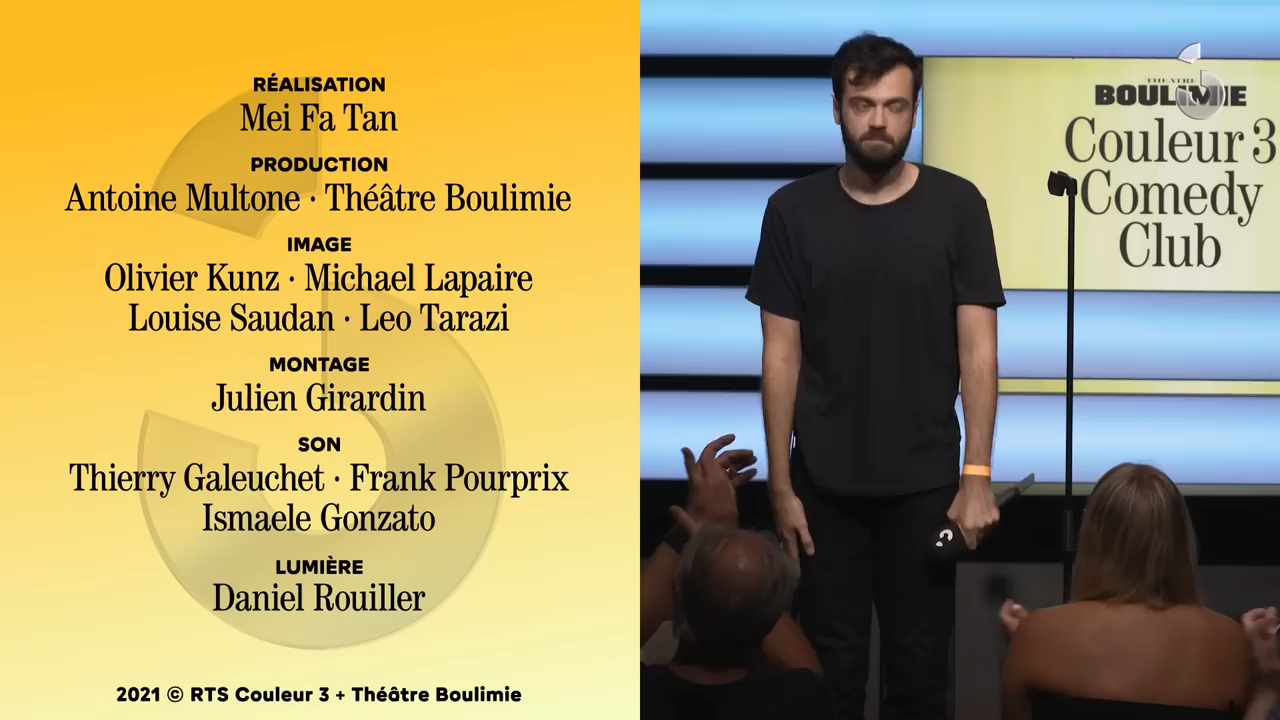 RÉALISATION
Mei Fa Tan
PRODUCTION
Antoine Multone · Théâtre Boulimie
IMAGE
Olivier Kunz · Michael Lapaire
Louise Saudan · Leo Tarazi
MONTAGE
Julien Girardin
SON
Thierry Galeuchet · Frank Pourprix
Ismaele Gonzato
LUMIÈRE
Daniel Rouiller
2021 © RTS Couleur 3 + Théâtre Boulimie
THEATRE
BOULIMIE
Couleur 3
Comedy
Club